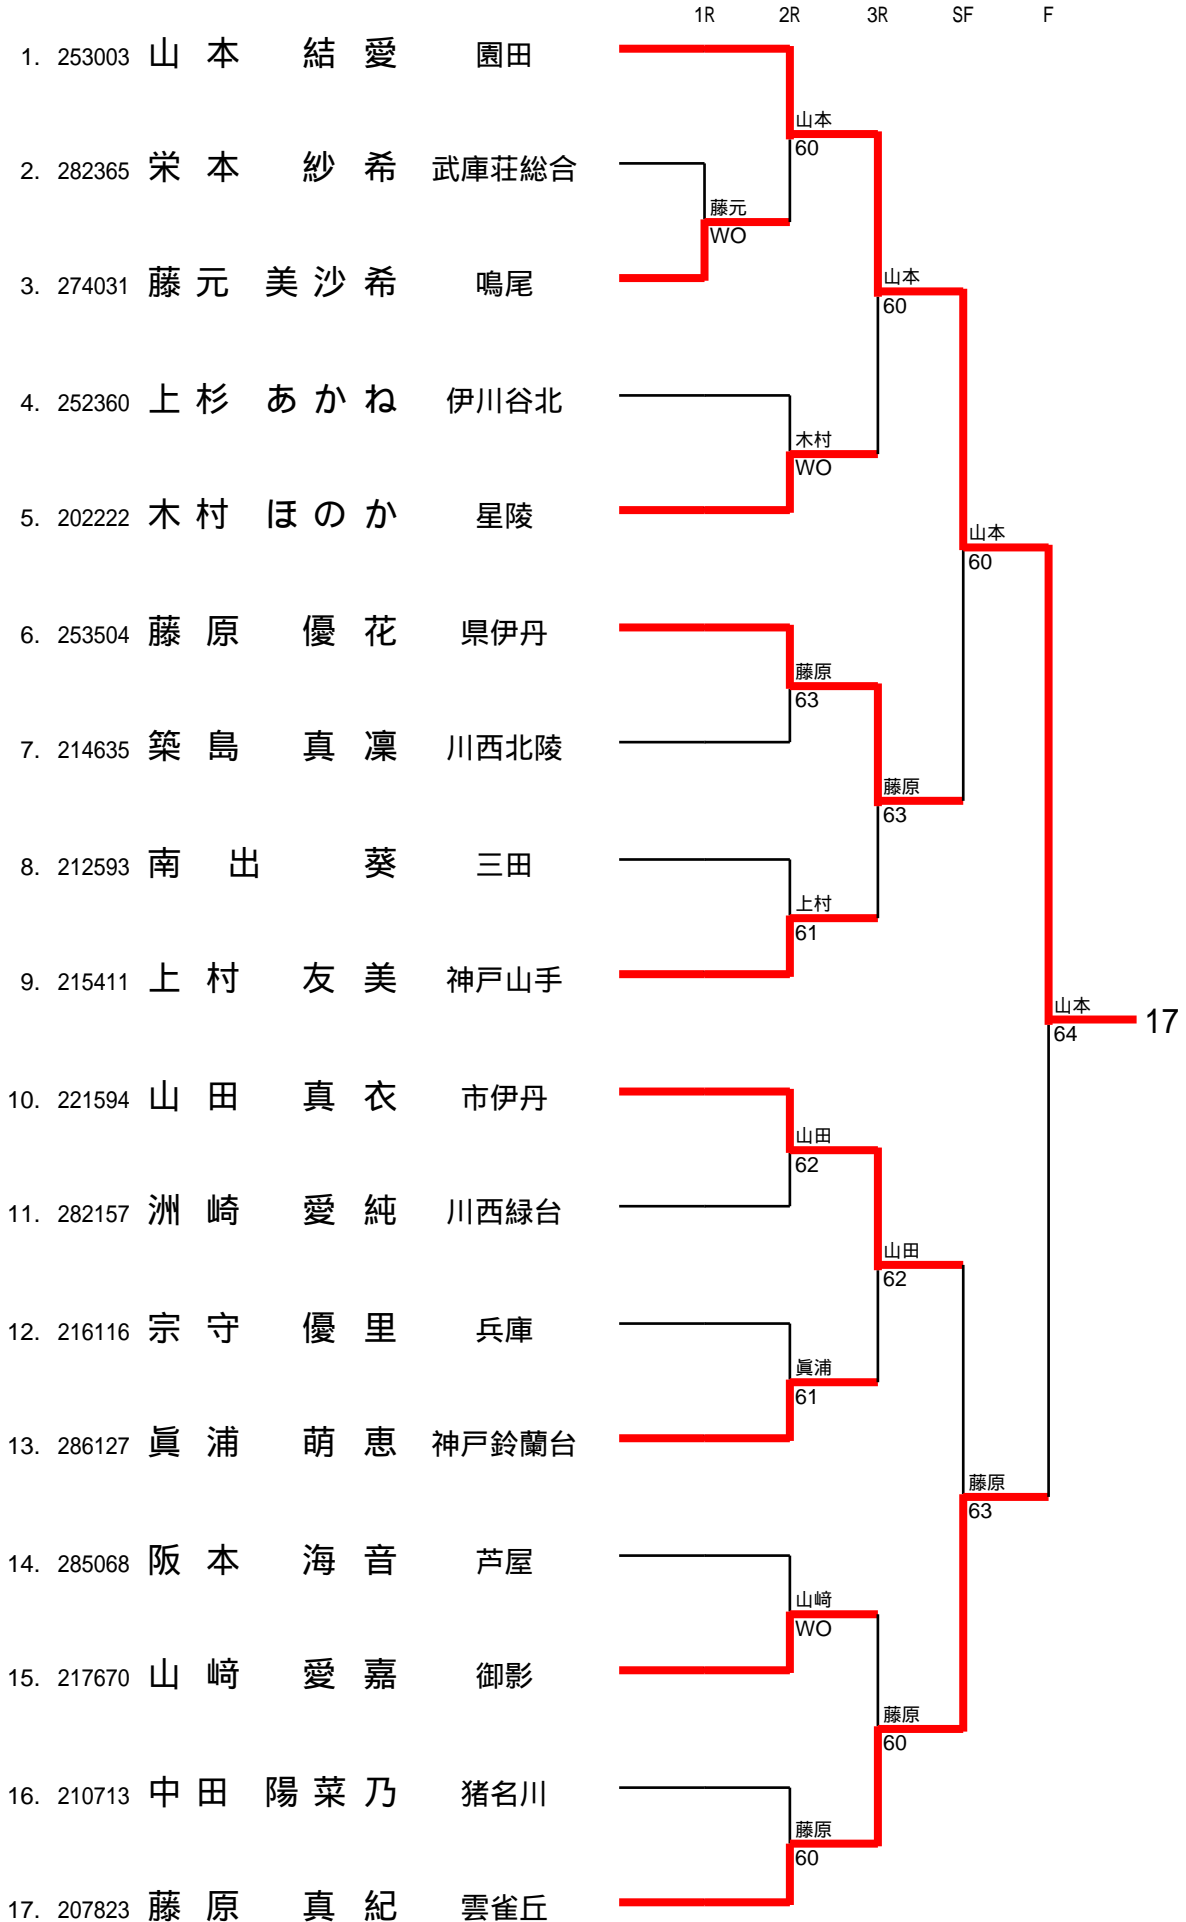 1R 2R 3R SF F
1. 253003 山本 結愛 園田
山本
60
2. 282365 栄本 紗希 武庫荘総合
藤元
WO
3. 274031 藤元 美沙希 鳴尾
山本
60
4. 252360 上杉 あかね 伊川谷北
木村
WO
5. 202222 木村 ほのか 星陵
山本
60
6. 253504 藤原 優花 県伊丹
藤原
63
7. 214635 築島 真凜 川西北陵
藤原
63
8. 212593 南出 葵 三田
上村
61
9. 215411 上村 友美 神戸山手
山本
64
17
10. 221594 山田 真衣 市伊丹
山田
62
11. 282157 洲崎 愛純 川西緑台
山田
62
12. 216116 宗守 優里 兵庫
眞浦
61
13. 286127 眞浦 萌恵 神戸鈴蘭台
藤原
63
14. 285068 阪本 海音 芦屋
山﨑
WO
15. 217670 山﨑 愛嘉 御影
藤原
60
16. 210713 中田 陽菜乃 猪名川
藤原
60
17. 207823 藤原 真紀 雲雀丘